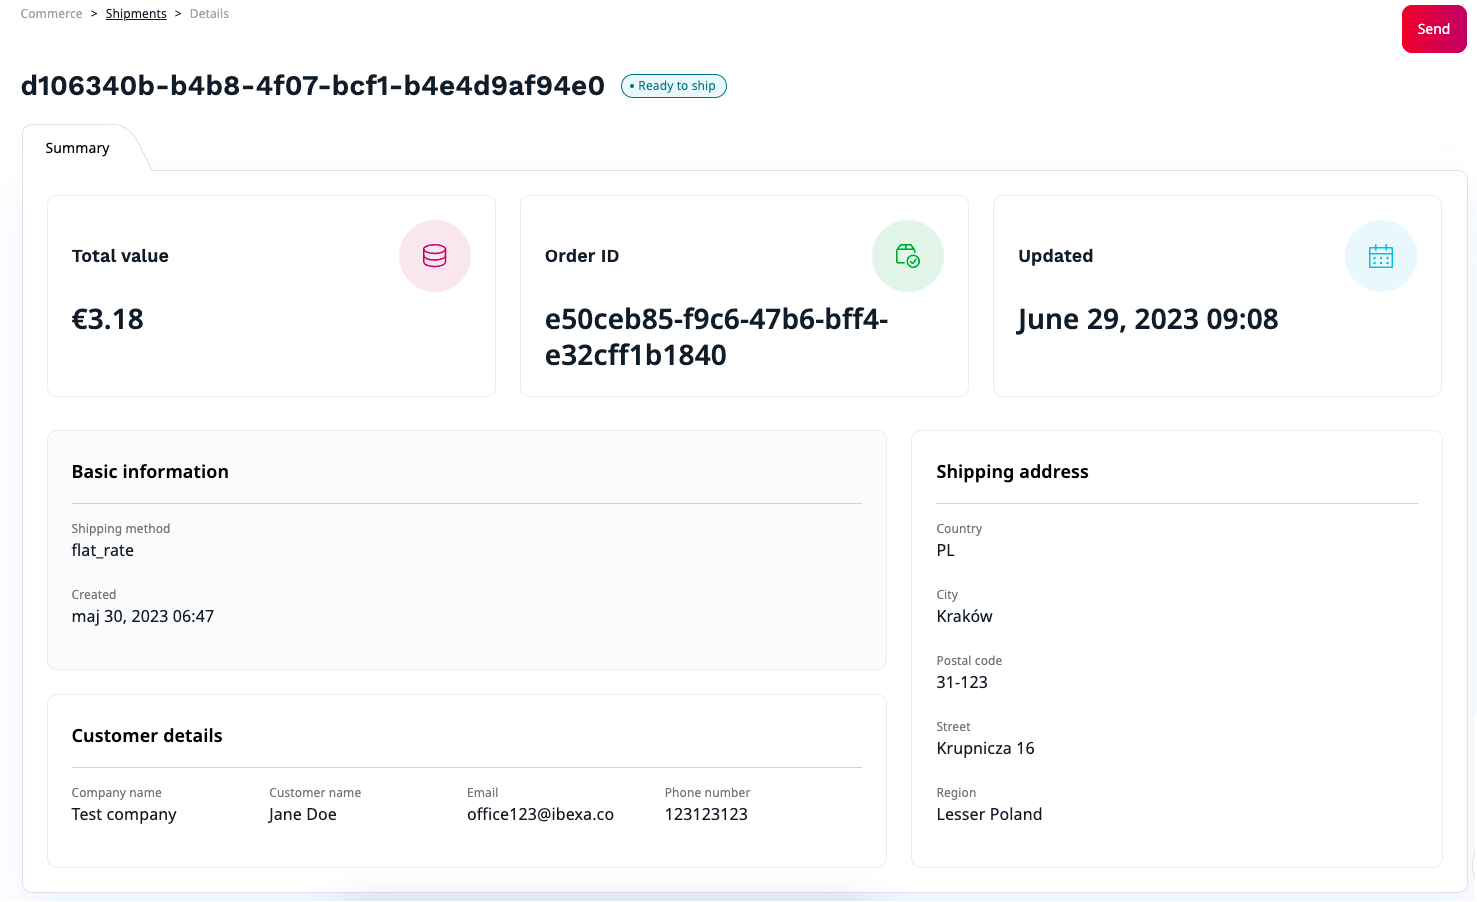 Commerce > Shipments > Details
Send
d106340b-b4b8-4f07-bcf1-b4e4d9af94e0
Ready to ship
Summary
Total value
€3.18
Order ID
e50ceb85-f9c6-47b6-bff4-
e32cff1b1840
Updated
June 29, 2023 09:08
Basic information
Shipping method
flat_rate
Created
maj 30, 2023 06:47
Customer details
Company name
Test company
Customer name
Jane Doe
Email
office123@ibexa.co
Phone number
123123123
Shipping address
Country
PL
City
Kraków
Postal code
31-123
Street
Krupnicza 16
Region
Lesser Poland